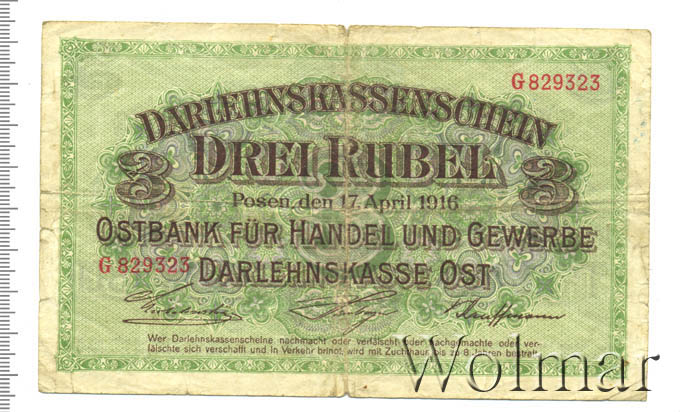 G 829323
DARLEHNSKASSENSCHEIN
3 DREI RUBEL 3
Posen, den 17. April 1916
OSTBANK FÜR HANDEL UND GEWERBE
G 829323 DARLEHNSKASSE OST
Kauffmann
Wer Darlehnskassenscheine nachmacht oder verfälscht oder nachgemachte oder ver-
fälschte sich verschafft und in Verkehr bringt, wird mit Zuchthaus bis zu 8 Jahren bestraft.
Wolmar